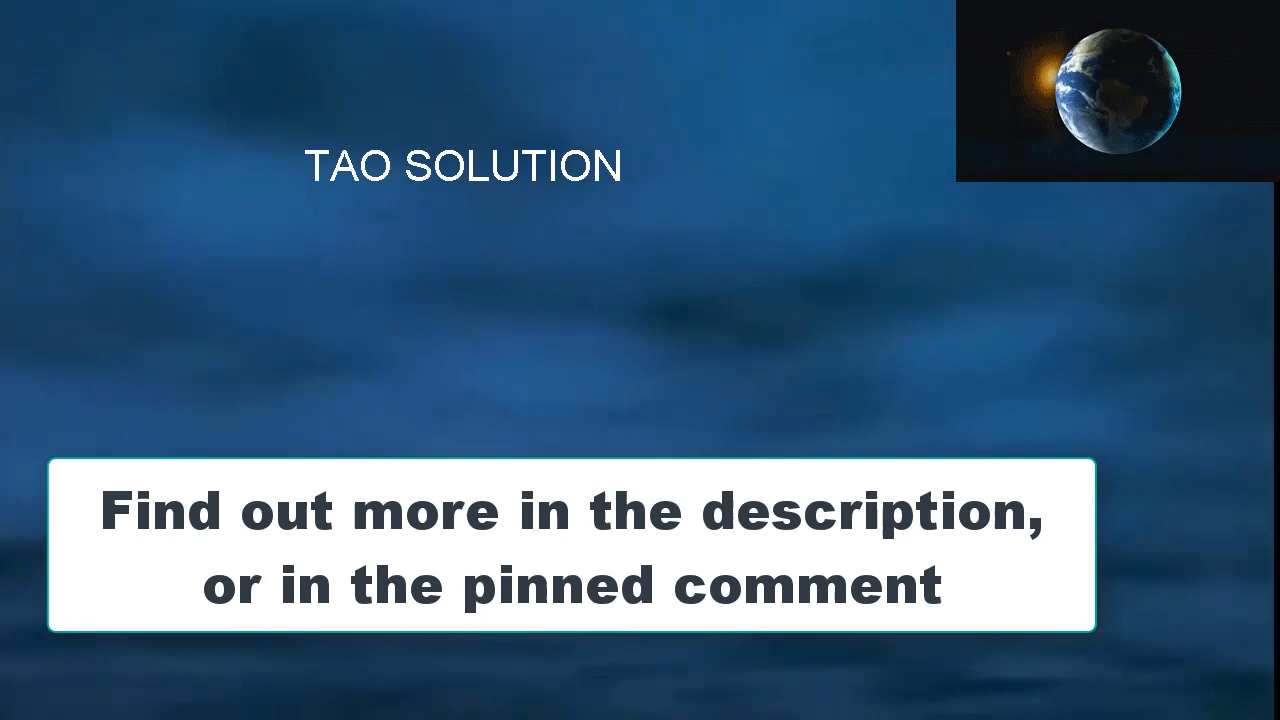 TAO SOLUTION
Find out more in the description,
or in the pinned comment